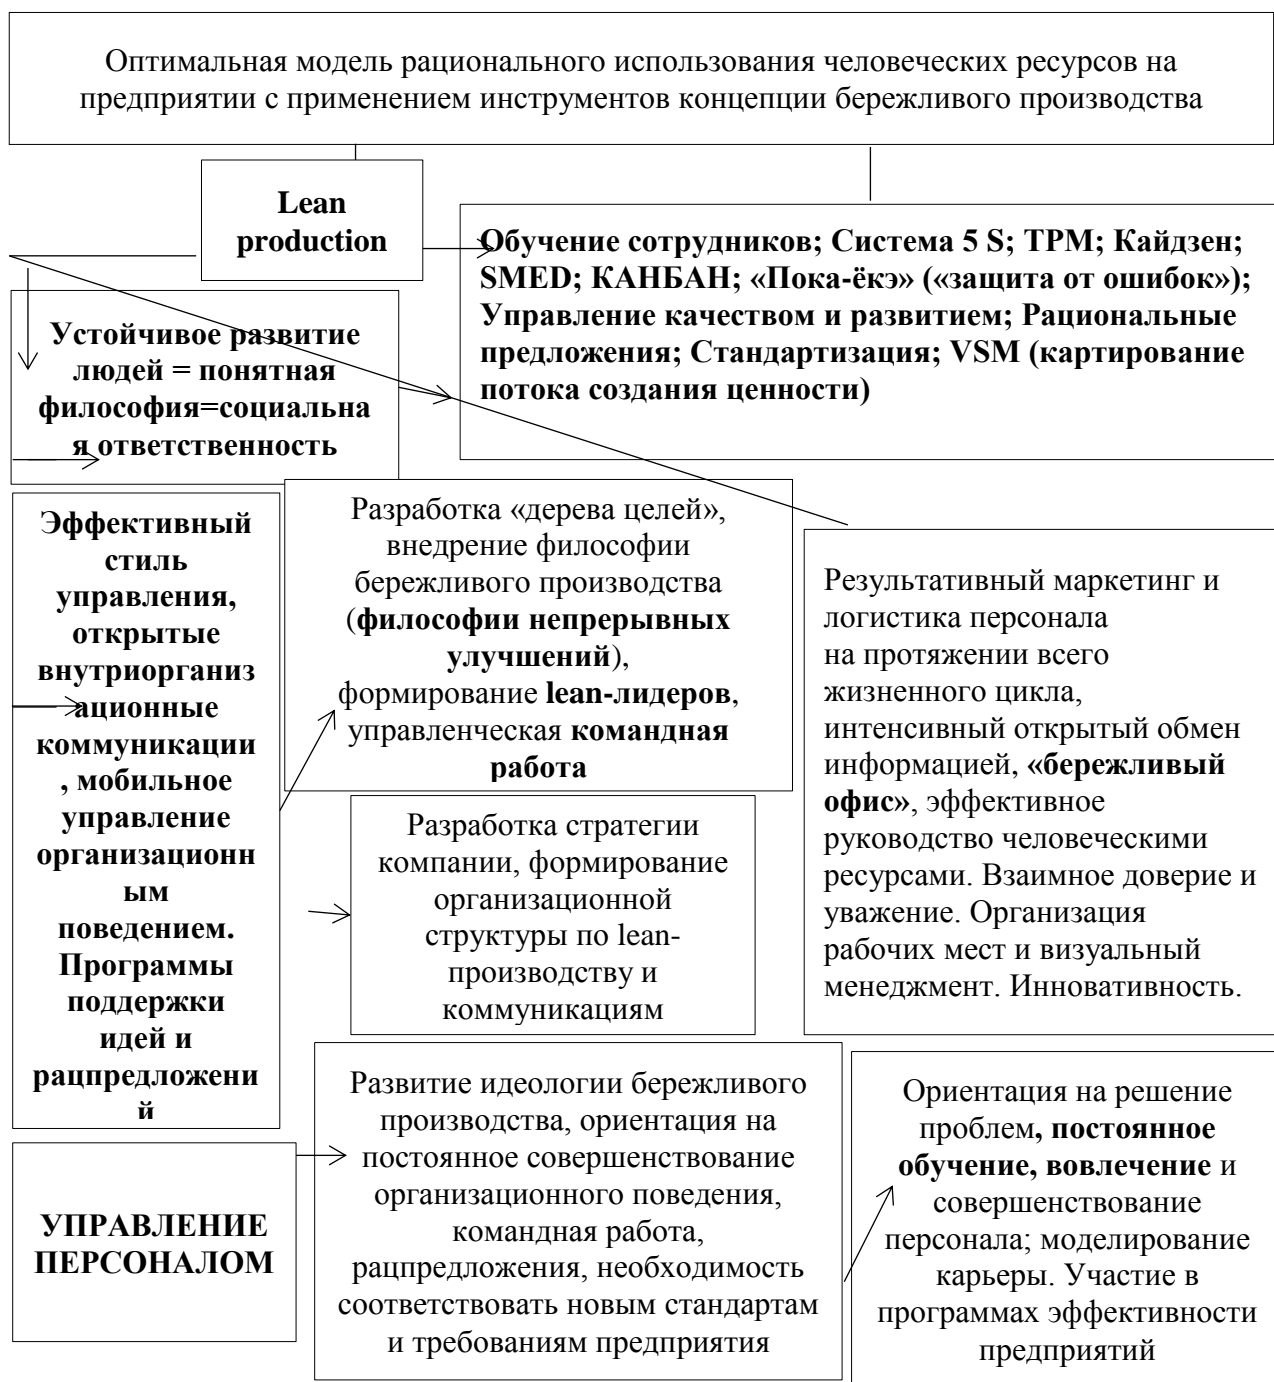 Оптимальная модель рационального использования человеческих ресурсов на
предприятии с применением инструментов концепции бережливого производства
Lean
production
Обучение сотрудников; Система 5 S; ТРМ; Кайдзен;
SMED; КАНБАН; «Пока-ёкэ» («защита от ошибок»);
Управление качеством и развитием; Рациональные
предложения; Стандартизация; VSM (картирование
потока создания ценности)
Устойчивое развитие
людей = понятная
философия=социальна
я ответственность
Эффективный
стиль
управления,
открытые
внутриорганиз
ационные
коммуникации
, мобильное
управление
организационн
ым
поведением.
Программы
поддержки
идей и
рацпредложени
й
Разработка «дерева целей»,
внедрение философии
бережливого производства
(философии непрерывных
улучшений),
формирование lean-лидеров,
управленческая командная
работа
Результативный маркетинг и
логистика персонала
на протяжении всего
жизненного цикла,
интенсивный открытый обмен
информацией, «бережливый
офис», эффективное
руководство человеческими
ресурсами. Взаимное доверие и
уважение. Организация
рабочих мест и визуальный
менеджмент. Инновативность.
Разработка стратегии
компании, формирование
организационной
структуры по lean-
производству и
коммуникациям
УПРАВЛЕНИЕ
ПЕРСОНАЛОМ
Развитие идеологии бережливого
производства, ориентация на
постоянное совершенствование
организационного поведения,
командная работа,
рацпредложения, необходимость
соответствовать новым стандартам
и требованиям предприятия
Ориентация на решение
проблем, постоянное
обучение, вовлечение и
совершенствование
персонала; моделирование
карьеры. Участие в
программах эффективности
предприятий